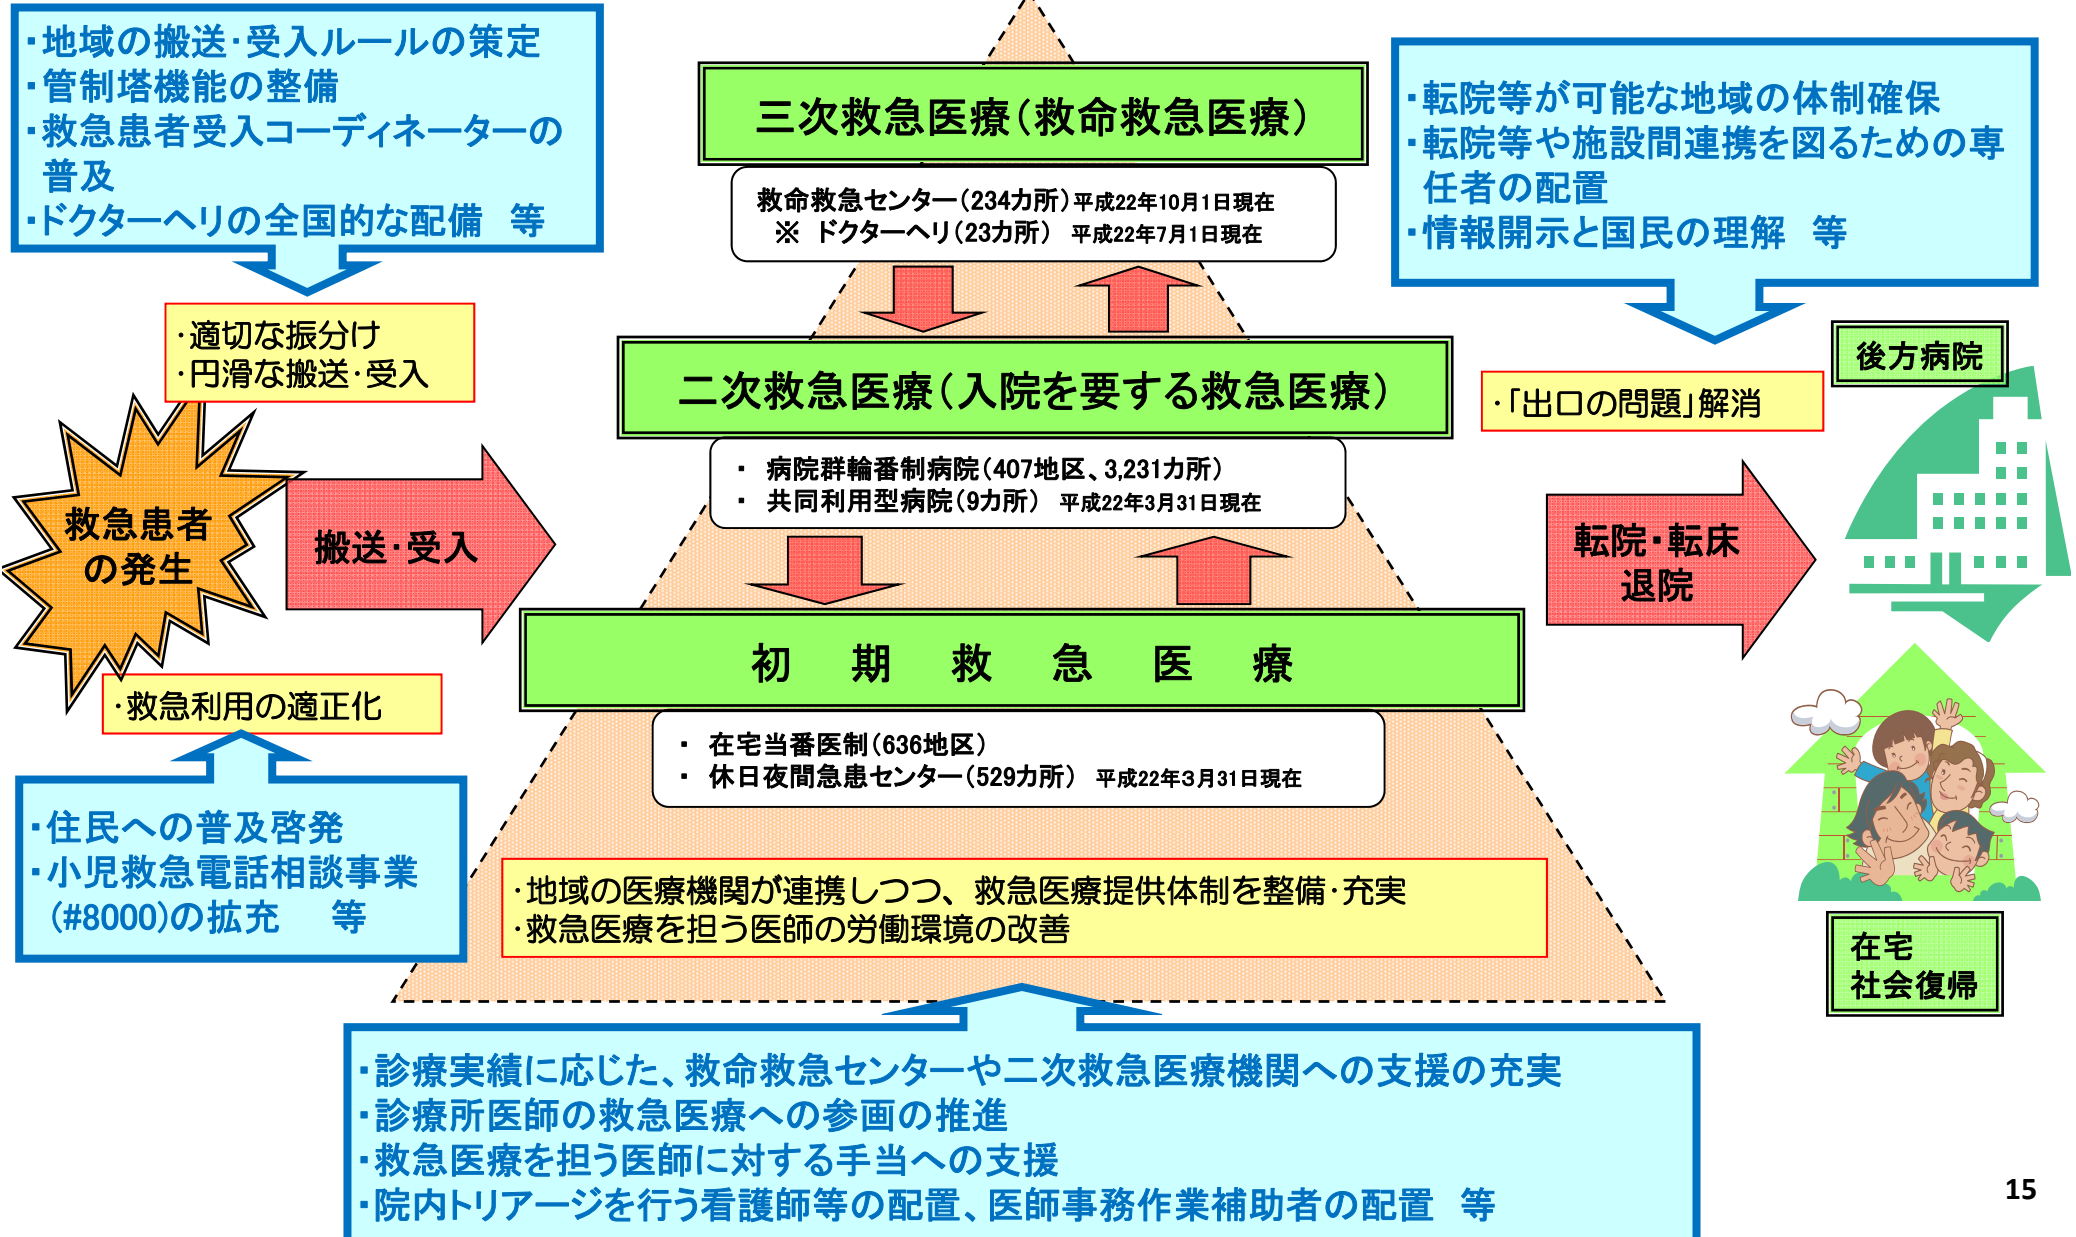 ・地域の搬送・受入ルールの策定
・管制塔機能の整備
・救急患者受入コーディネーターの
普及
・ドクターヘリの全国的な配備　等
・適切な振分け
・円滑な搬送・受入
救急患者
の発生
搬送・受入
・救急利用の適正化
・住民への普及啓発
・小児救急電話相談事業
(#8000)の拡充　等
三次救急医療（救命救急医療）
救命救急センター（234カ所）平成22年10月1日現在
※ ドクターヘリ（23カ所） 平成22年7月1日現在
二次救急医療（入院を要する救急医療）
・ 病院群輪番制病院（407地区、3,231カ所）
・ 共同利用型病院（9カ所） 平成22年3月31日現在
初　期　救　急　医　療
・ 在宅当番医制（636地区）
・ 休日夜間急患センター（529カ所） 平成22年3月31日現在
・地域の医療機関が連携しつつ、救急医療提供体制を整備・充実
・救急医療を担う医師の労働環境の改善
・診療実績に応じた、救命救急センターや二次救急医療機関への支援の充実
・診療所医師の救急医療への参画の推進
・救急医療を担う医師に対する手当への支援
・院内トリアージを行う看護師等の配置、医師事務作業補助者の配置　等
・転院等が可能な地域の体制確保
・転院等や施設間連携を図るための専
任者の配置
・情報開示と国民の理解　等
・「出口の問題」解消
後方病院
転院・転床
退院
在宅
社会復帰
15